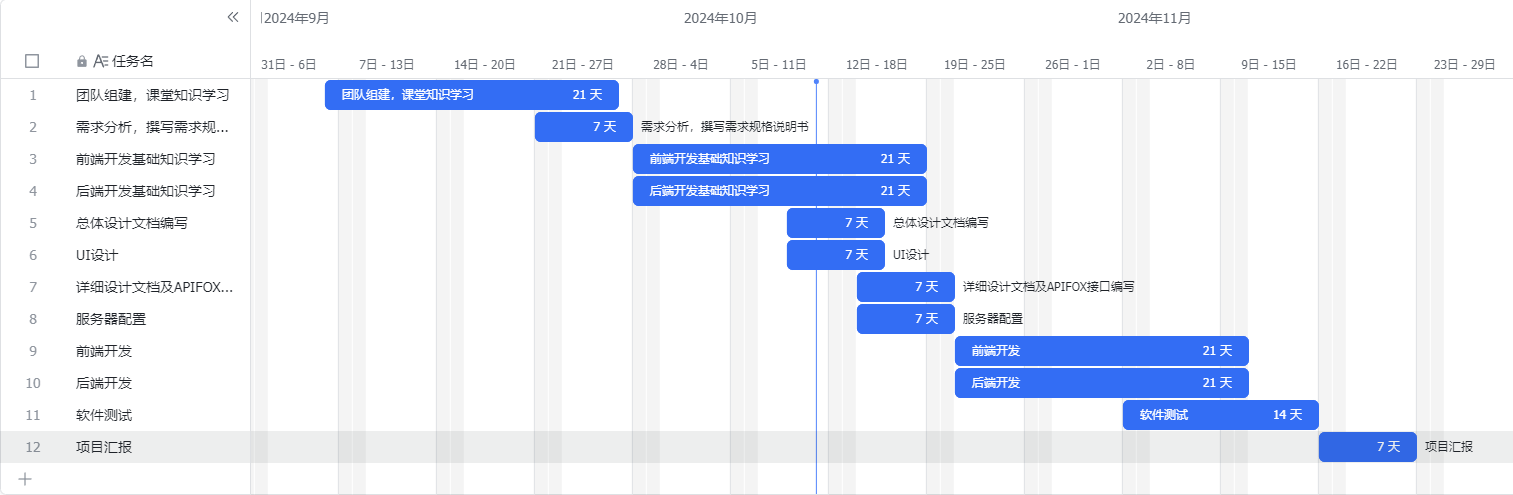 2024年9月 2024年10月 2024年11月
任务名 31日 - 6日 7日 - 13日 14日 - 20日 21日 - 27日 28日 - 4日 5日 - 11日 12日 - 18日 19日 - 25日 26日 - 1日 2日 - 8日 9日 - 15日 16日 - 22日 23日 - 29日
1 团队组建，课堂知识学习 团队组建，课堂知识学习 21 天
2 需求分析，撰写需求规... 7 天 需求分析，撰写需求规格说明书
3 前端开发基础知识学习 前端开发基础知识学习 21 天
4 后端开发基础知识学习 后端开发基础知识学习 21 天
5 总体设计文档编写 7 天 总体设计文档编写
6 UI设计 7 天 UI设计
7 详细设计文档及APIFOX... 7 天 详细设计文档及APIFOX接口编写
8 服务器配置 7 天 服务器配置
9 前端开发 前端开发 21 天
10 后端开发 后端开发 21 天
11 软件测试 软件测试 14 天
12 项目汇报 7 天 项目汇报